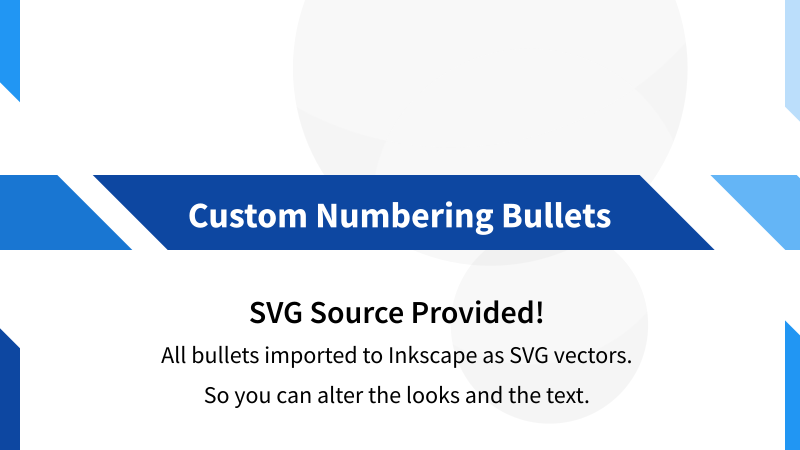 Custom Numbering Bullets
SVG Source Provided!
All bullets imported to Inkscape as SVG vectors.
So you can alter the looks and the text.